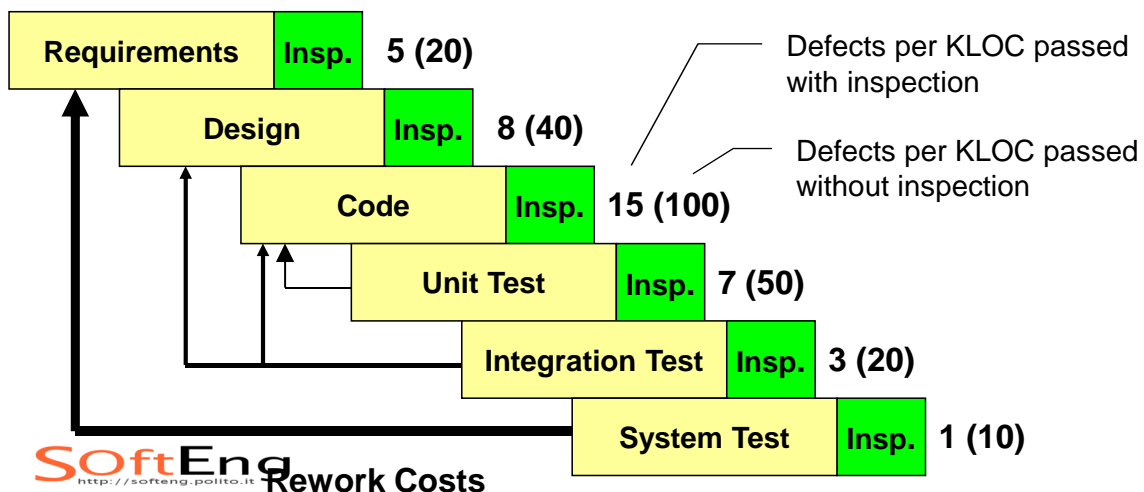 Requirements Insp. 5 (20)
Defects per KLOC passed
with inspection
Design Insp. 8 (40)
Defects per KLOC passed
without inspection
Code Insp. 15 (100)
Unit Test Insp. 7 (50)
Integration Test Insp. 3 (20)
System Test Insp. 1 (10)
SOftEng
http://softeng.polito.it
Rework Costs